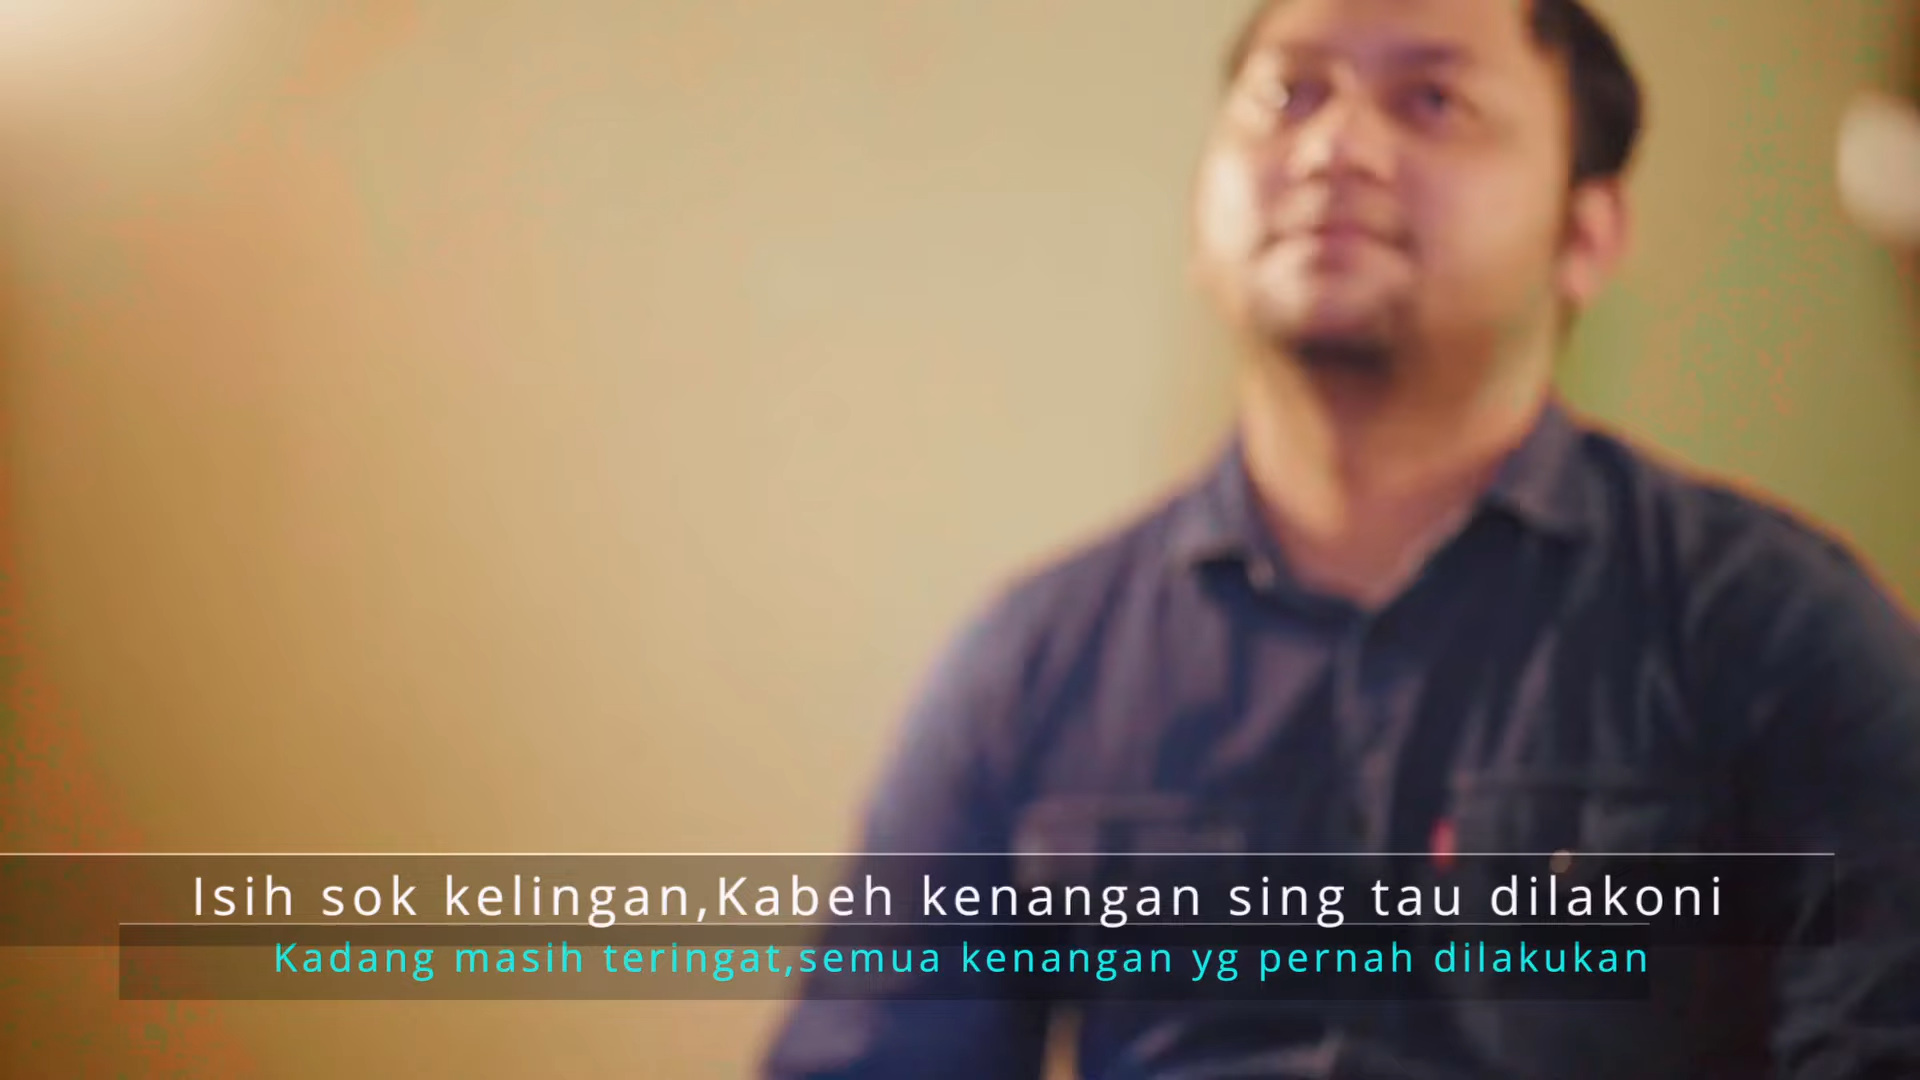 Isih sok kelingan,Kabeh kenangan sing tau dilakoni
Kadang masih teringat,semua kenangan yg pernah dilakukan